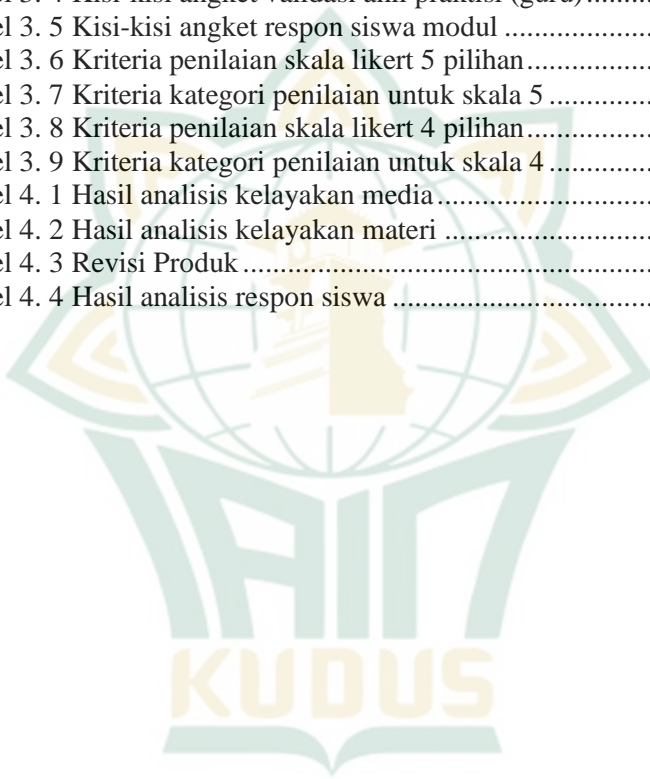 el 3. 5 Kisi-kisi angket respon siswa modul ....................
el 3. 6 Kriteria penilaian skala likert 5 pilihan.................
el 3. 7 Kriteria kategori penilaian untuk skala 5 ..............
el 3. 8 Kriteria penilaian skala likert 4 pilihan.................
el 3. 9 Kriteria kategori penilaian untuk skala 4 ..............
el 4. 1 Hasil analisis kelayakan media.............................
el 4. 2 Hasil analisis kelayakan materi ............................
el 4. 3 Revisi Produk.......................................................
el 4. 4 Hasil analisis respon siswa ...................................
IAIN
KUDUS